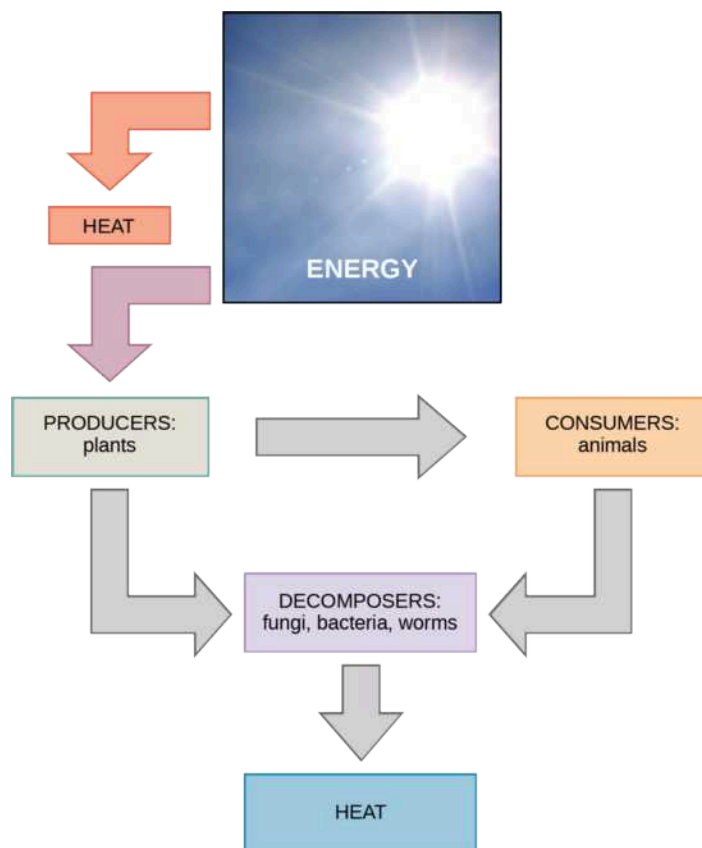 HEAT
ENERGY
PRODUCERS:
plants
CONSUMERS:
animals
DECOMPOSERS:
fungi, bacteria, worms
HEAT